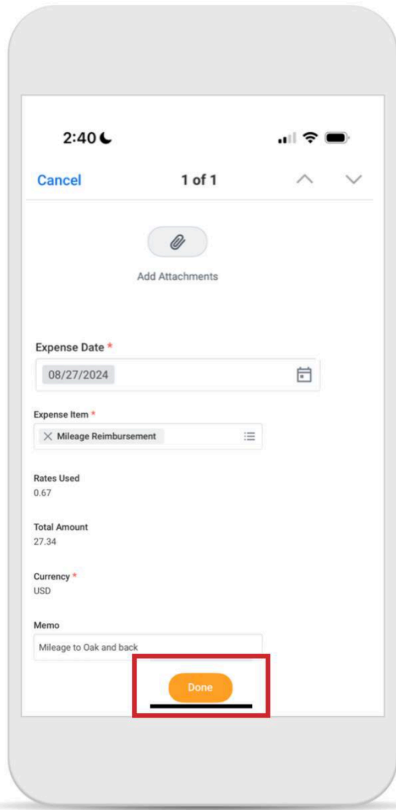 2:40
Cancel 1 of 1
Add Attachments
Expense Date *
08/27/2024
Expense Item *
Mileage Reimbursement
Rates Used
0.67
Total Amount
27.34
Currency *
USD
Memo
Mileage to Oak and back
Done